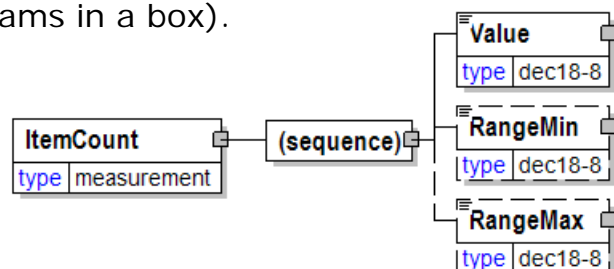 ams in a box).
Value
type dec18-8
RangeMin
type dec18-8
ItemCount
type measurement
(sequence)
RangeMax
type dec18-8